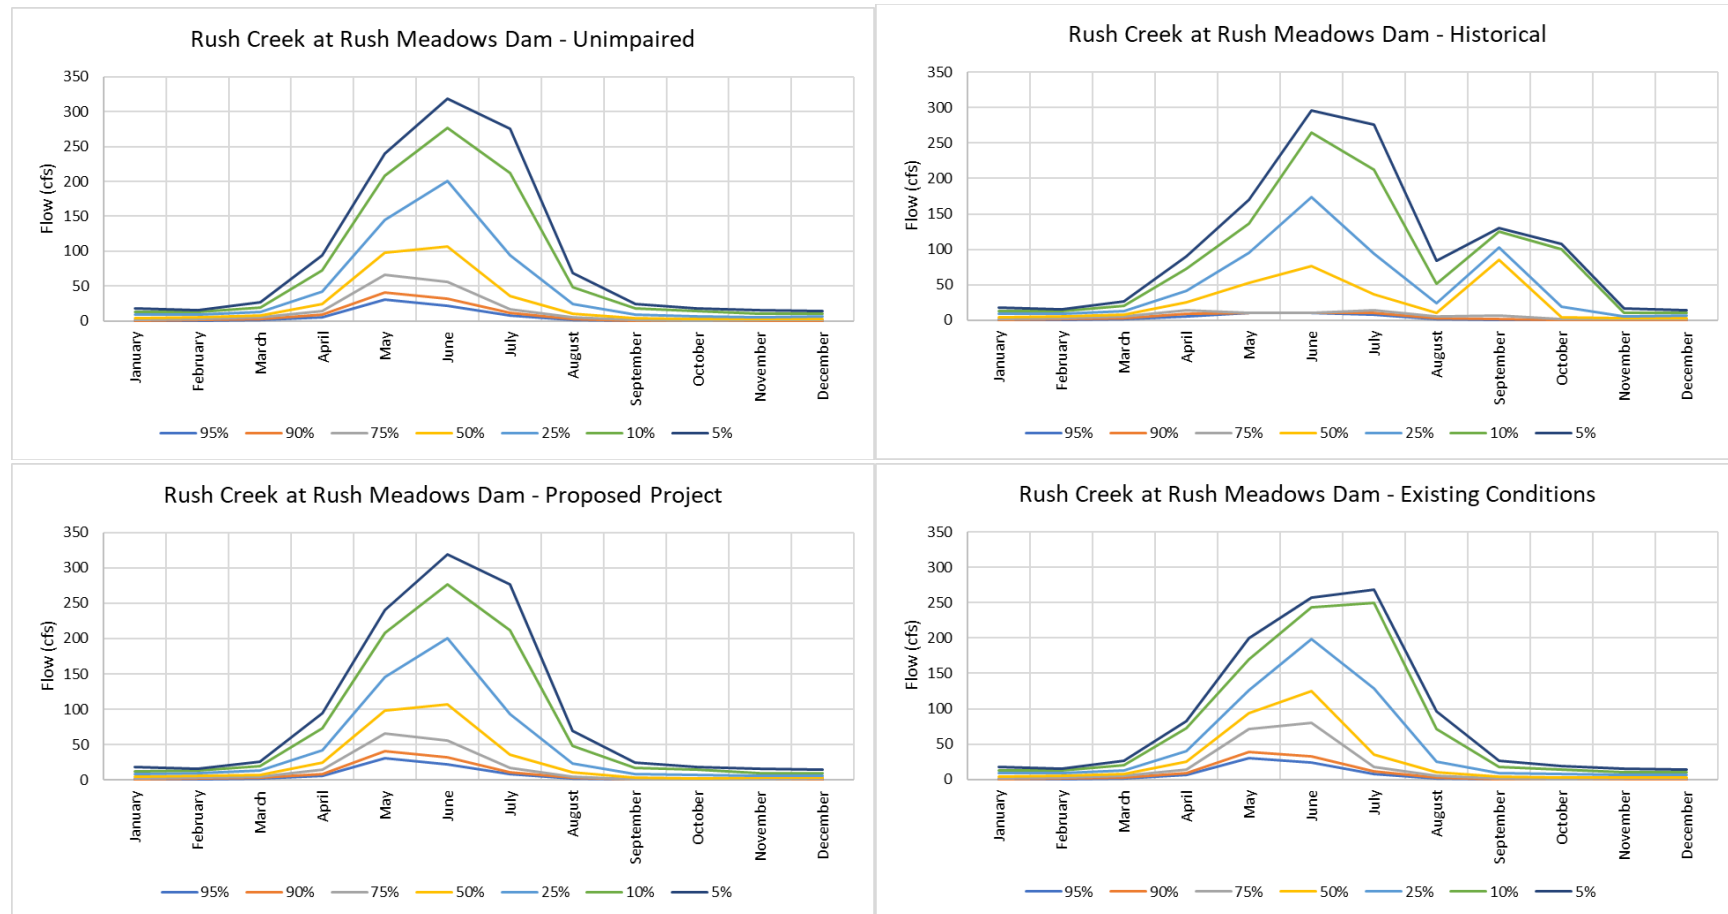 Rush Creek at Rush Meadows Dam - Unimpaired
Flow (cfs)
350
300
250
200
150
100
50
0
January
February
March
April
May
June
July
August
September
October
November
December
95% 90% 75% 50% 25% 10% 5%
Rush Creek at Rush Meadows Dam - Historical
Flow (cfs)
350
300
250
200
150
100
50
0
January
February
March
April
May
June
July
August
September
October
November
December
95% 90% 75% 50% 25% 10% 5%
Rush Creek at Rush Meadows Dam - Proposed Project
Flow (cfs)
350
300
250
200
150
100
50
0
January
February
March
April
May
June
July
August
September
October
November
December
95% 90% 75% 50% 25% 10% 5%
Rush Creek at Rush Meadows Dam - Existing Conditions
Flow (cfs)
350
300
250
200
150
100
50
0
January
February
March
April
May
June
July
August
September
October
November
December
95% 90% 75% 50% 25% 10% 5%